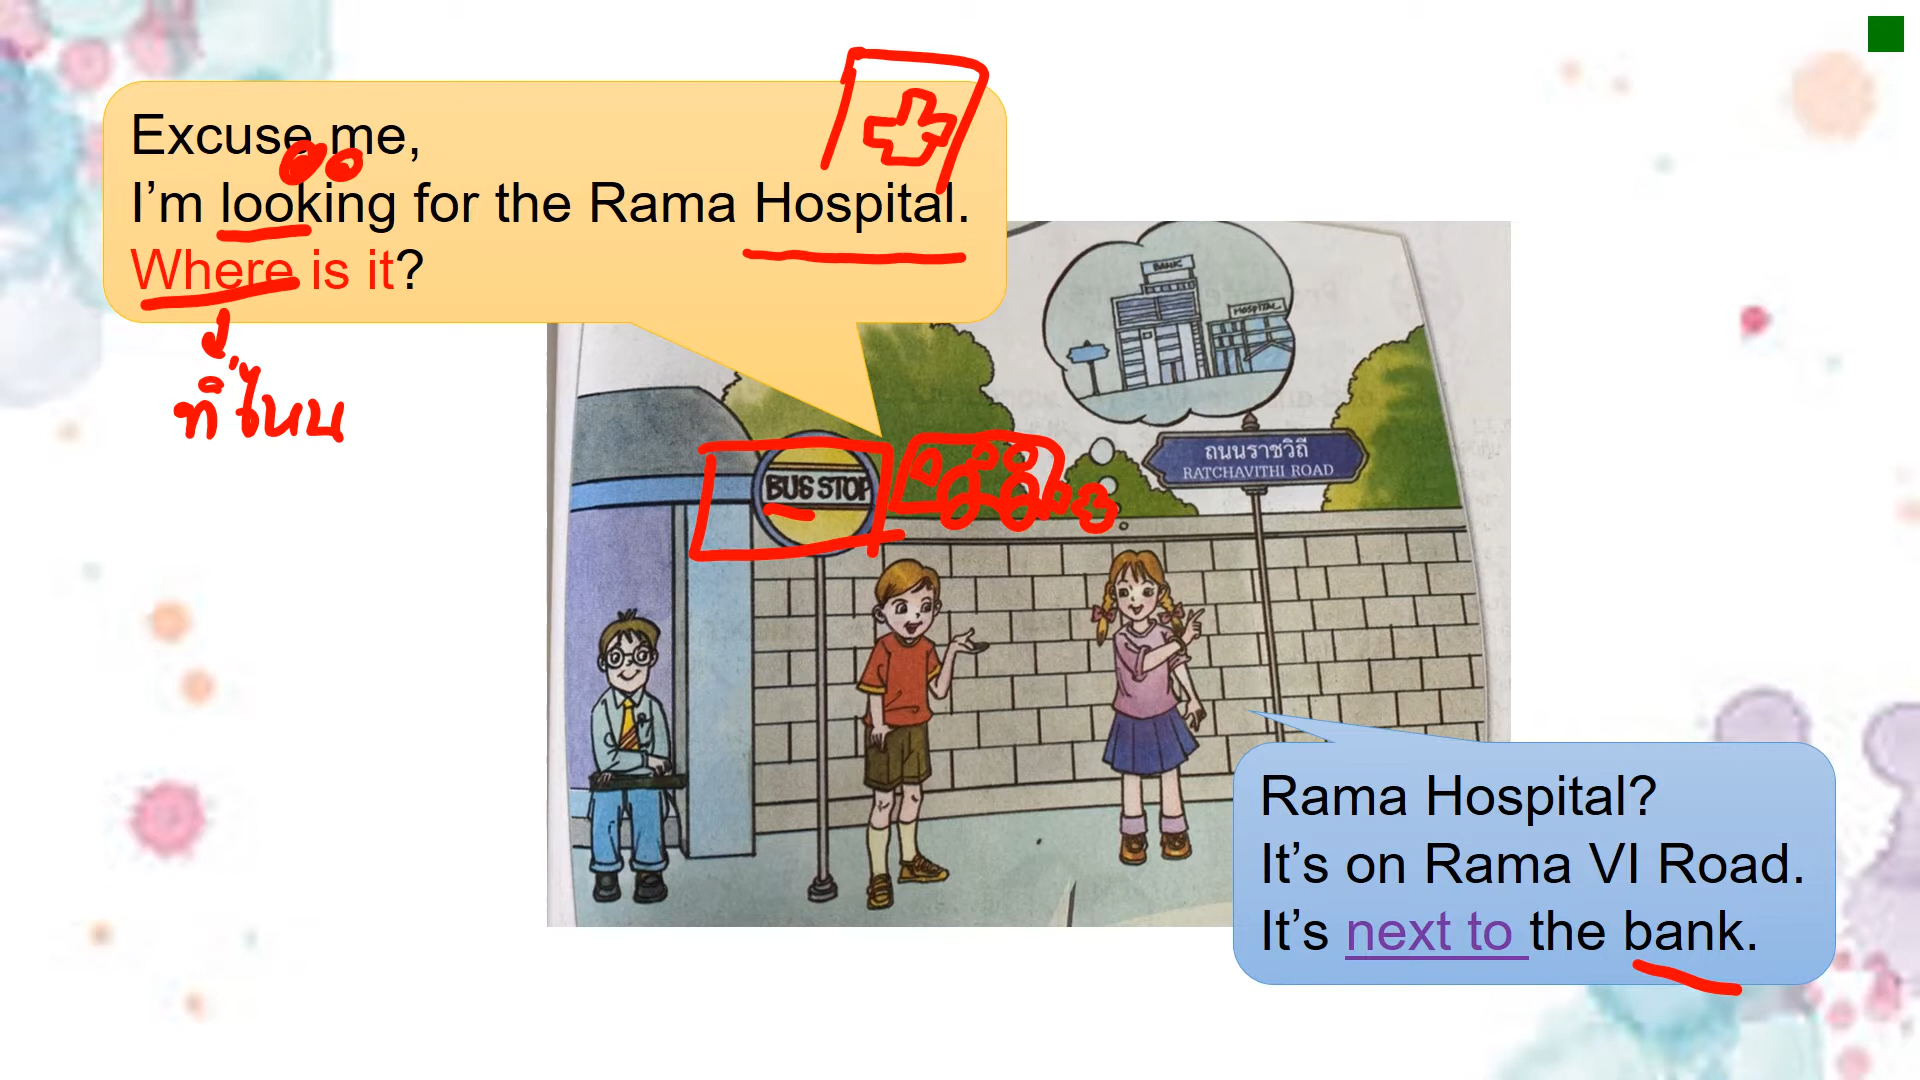 Excuse me,
I'm looking for the Rama Hospital.
Where is it?
ที่ไหน
BANK
HOSPITAL
ถนนราชวิถี
RATCHAVITHI ROAD
BUS STOP
Rama Hospital?
It's on Rama VI Road.
It's next to the bank.